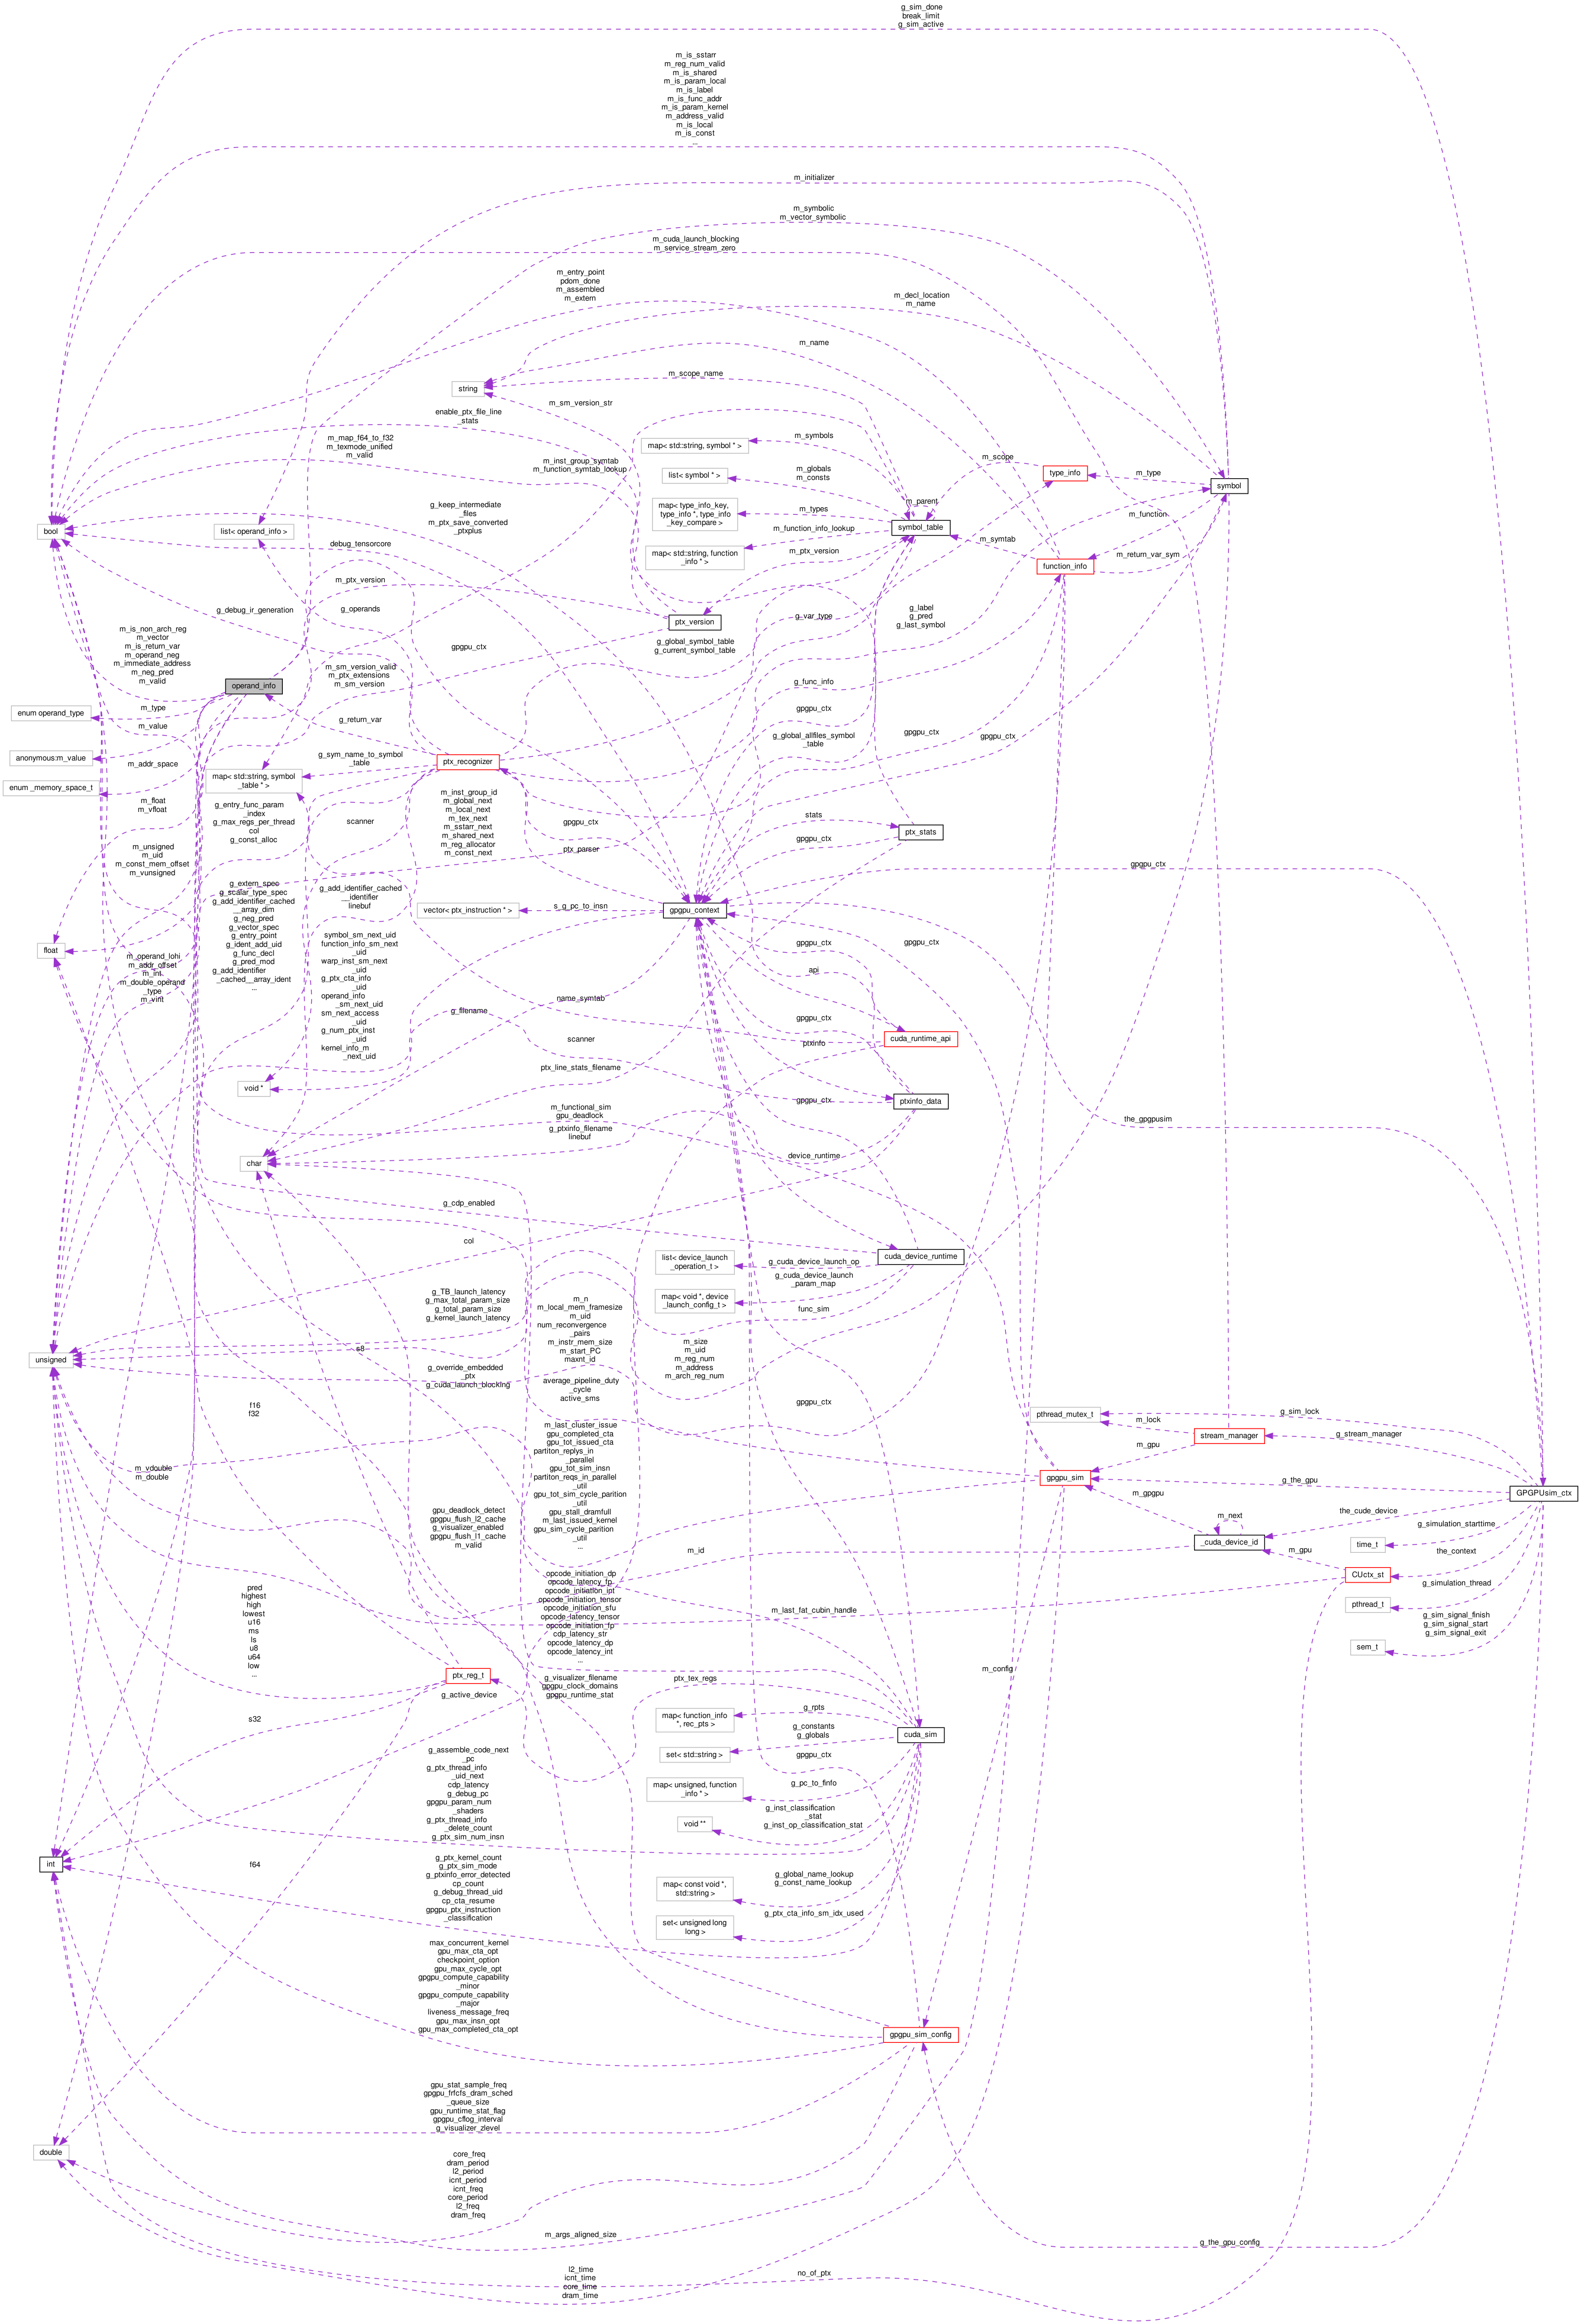 g_sim_done
break_limit
g_sim_active
m_is_sstarr
m_reg_num_valid
m_is_shared
m_is_param_local
m_is_label
m_is_func_addr
m_is_param_kernel
m_address_valid
m_is_local
m_is_const
...
m_initializer
m_symbolic
m_vector_symbolic
m_cuda_launch_blocking
m_service_stream_zero
m_entry_point
pdom_done
m_assembled
m_extern
m_decl_location
m_name
m_name
string
m_scope_name
m_sm_version_str
enable_ptx_file_line
_stats
m_map_f64_to_f32
m_texmode_unified
m_valid
m_inst_group_symtab
m_function_symtab_lookup
map< std::string, symbol * >
m_symbols
list< symbol * >
m_globals
m_consts
map< type_info_key,
type_info *, type_info
_key_compare >
m_types
map< std::string, function
_info * >
m_function_info_lookup
m_parent
symbol_table
m_scope
type_info
m_type
symbol
m_function
m_symtab
function_info
m_return_var_sym
m_ptx_version
bool
list< operand_info >
g_keep_intermediate
_files
m_ptx_save_converted
_ptxplus
debug_tensorcore
m_ptx_version
g_debug_ir_generation
g_operands
gpgpu_ctx
ptx_version
g_var_type
g_label
g_pred
g_last_symbol
g_global_symbol_table
g_current_symbol_table
m_is_non_arch_reg
m_vector
m_is_return_var
m_operand_neg
m_immediate_address
m_neg_pred
m_valid
operand_info
m_sm_version_valid
m_ptx_extensions
m_sm_version
g_func_info
enum operand_type
m_type
g_return_var
gpgpu_ctx
m_value
anonymous:m_value
g_global_allfiles_symbol
_table
gpgpu_ctx
gpgpu_ctx
ptx_recognizer
g_sym_name_to_symbol
_table
m_addr_space
enum _memory_space_t
map< std::string, symbol
_table * >
m_float
m_vfloat
g_entry_func_param
_index
g_max_regs_per_thread
col
g_const_alloc
scanner
m_inst_group_id
m_global_next
m_local_next
m_tex_next
m_sstarr_next
m_shared_next
m_reg_allocator
m_const_next
gpgpu_ctx
stats
ptx_stats
gpgpu_ctx
ptx_parser
m_unsigned
m_uid
m_const_mem_offset
m_vunsigned
gpgpu_ctx
g_extern_spec
g_scalar_type_spec
g_add_identifier_cached
__array_dim
g_neg_pred
g_vector_spec
g_entry_point
g_ident_add_uid
g_func_decl
g_pred_mod
g_add_identifier
_cached__array_ident
...
g_add_identifier_cached
__identifier
linebuf
vector< ptx_instruction * >
s_g_pc_to_insn
gpgpu_context
float
m_operand_lohi
m_addr_offset
m_int
m_double_operand
_type
m_vint
symbol_sm_next_uid
function_info_sm_next
_uid
warp_inst_sm_next
_uid
g_ptx_cta_info
_uid
operand_info
_sm_next_uid
sm_next_access
_uid
g_num_ptx_inst
_uid
kernel_info_m
_next_uid
gpgpu_ctx
gpgpu_ctx
api
g_filename
name_symtab
gpgpu_ctx
scanner
ptxinfo
cuda_runtime_api
ptx_line_stats_filename
void *
gpgpu_ctx
ptxinfo_data
m_functional_sim
gpu_deadlock
g_ptxinfo_filename
linebuf
the_gpgpusim
char
device_runtime
g_cdp_enabled
col
cuda_device_runtime
list< device_launch
_operation_t >
g_cuda_device_launch_op
g_cuda_device_launch
_param_map
map< void *, device
_launch_config_t >
func_sim
g_TB_launch_latency
g_max_total_param_size
g_total_param_size
g_kernel_launch_latency
m_n
m_local_mem_framesize
m_uid
num_reconvergence
_pairs
m_instr_mem_size
m_start_PC
maxnt_id
unsigned
s8
m_size
m_uid
m_reg_num
m_address
m_arch_reg_num
g_override_embedded
_ptx
g_cuda_launch_blocking
average_pipeline_duty
_cycle
active_sms
f16
f32
gpgpu_ctx
pthread_mutex_t
g_sim_lock
m_lock
stream_manager
g_stream_manager
m_last_cluster_issue
gpu_completed_cta
gpu_tot_issued_cta
partiton_replys_in
_parallel
gpu_tot_sim_insn
partiton_reqs_in_parallel
_util
gpu_tot_sim_cycle_parition
_util
gpu_stall_dramfull
m_last_issued_kernel
gpu_sim_cycle_parition
_util
...
m_vdouble
m_double
m_gpu
gpgpu_sim
g_the_gpu
m_gpgpu
GPGPUsim_ctx
gpu_deadlock_detect
gpgpu_flush_l2_cache
g_visualizer_enabled
gpgpu_flush_l1_cache
m_valid
the_cude_device
m_next
g_simulation_starttime
_cuda_device_id
time_t
m_id
m_gpu
the_context
CUctx_st
g_simulation_thread
pthread_t
g_sim_signal_finish
g_sim_signal_start
g_sim_signal_exit
sem_t
pred
highest
high
lowest
u16
ms
ls
u8
u64
low
...
opcode_initiation_dp
opcode_latency_fp
opcode_initiation_int
opcode_initiation_tensor
opcode_initiation_sfu
opcode_latency_tensor
opcode_initiation_fp
cdp_latency_str
opcode_latency_dp
opcode_latency_int
...
m_last_fat_cubin_handle
m_config
ptx_reg_t
g_visualizer_filename
gpgpu_clock_domains
gpgpu_runtime_stat
ptx_tex_regs
g_active_device
s32
map< function_info
*, rec_pts >
g_rpts
g_constants
g_globals
cuda_sim
set< std::string >
gpgpu_ctx
g_assemble_code_next
_pc
g_ptx_thread_info
_uid_next
cdp_latency
g_debug_pc
gpgpu_param_num
_shaders
g_ptx_thread_info
_delete_count
g_ptx_sim_num_insn
map< unsigned, function
_info * >
g_pc_to_finfo
void **
g_inst_classification
_stat
g_inst_op_classification_stat
int
f64
g_ptx_kernel_count
g_ptx_sim_mode
g_ptxinfo_error_detected
cp_count
g_debug_thread_uid
cp_cta_resume
gpgpu_ptx_instruction
_classification
map< const void *,
std::string >
g_global_name_lookup
g_const_name_lookup
set< unsigned long
long >
g_ptx_cta_info_sm_idx_used
max_concurrent_kernel
gpu_max_cta_opt
checkpoint_option
gpu_max_cycle_opt
gpgpu_compute_capability
_minor
gpgpu_compute_capability
_major
liveness_message_freq
gpu_max_insn_opt
gpu_max_completed_cta_opt
gpgpu_sim_config
gpu_stat_sample_freq
gpgpu_frfcfs_dram_sched
_queue_size
gpu_runtime_stat_flag
gpgpu_cflog_interval
g_visualizer_zlevel
double
core_freq
dram_period
l2_period
icnt_period
icnt_freq
core_period
l2_freq
dram_freq
m_args_aligned_size
g_the_gpu_config
l2_time
icnt_time
core_time
dram_time
no_of_ptx